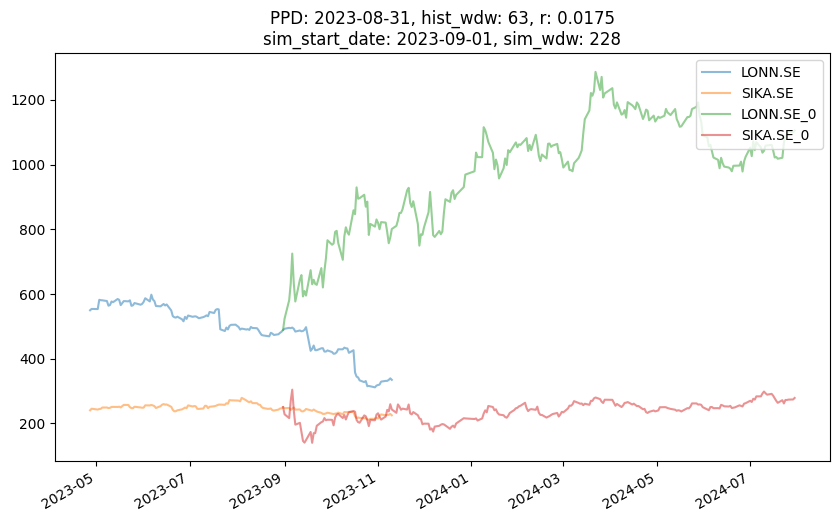 PPD: 2023-08-31, hist_wdw: 63, r: 0.0175
sim_start_date: 2023-09-01, sim_wdw: 228
LONN.SE
SIKA.SE
LONN.SE_0
SIKA.SE_0
1200
1000
800
600
400
200
2023-05
2023-07
2023-09
2023-11
2024-01
2024-03
2024-05
2024-07